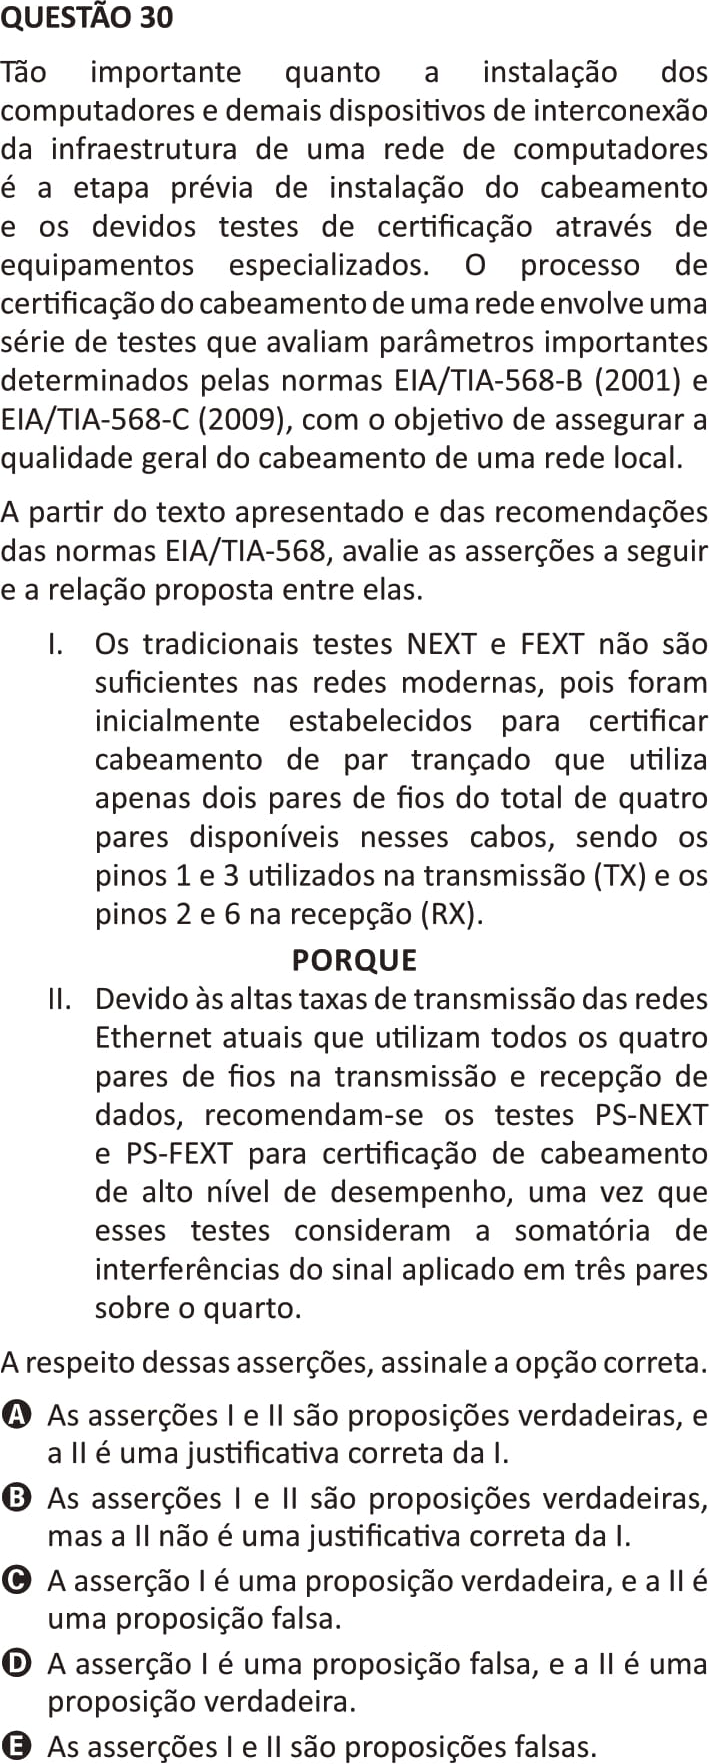 QUESTÃO 30
Tão importante quanto a instalação dos
computadores e demais dispositivos de interconexão
da infraestrutura de uma rede de computadores
é a etapa prévia de instalação do cabeamento
e os devidos testes de certificação através de
equipamentos especializados. O processo de
certificação do cabeamento de uma rede envolve uma
série de testes que avaliam parâmetros importantes
determinados pelas normas EIA/TIA-568-B (2001) e
EIA/TIA-568-C (2009), com o objetivo de assegurar a
qualidade geral do cabeamento de uma rede local.
A partir do texto apresentado e das recomendações
das normas EIA/TIA-568, avalie as asserções a seguir
e a relação proposta entre elas.
I. Os tradicionais testes NEXT e FEXT não são
suficientes nas redes modernas, pois foram
inicialmente estabelecidos para certificar
cabeamento de par trançado que utiliza
apenas dois pares de fios do total de quatro
pares disponíveis nesses cabos, sendo os
pinos 1 e 3 utilizados na transmissão (TX) e os
pinos 2 e 6 na recepção (RX).
PORQUE
II. Devido às altas taxas de transmissão das redes
Ethernet atuais que utilizam todos os quatro
pares de fios na transmissão e recepção de
dados, recomendam-se os testes PS-NEXT
e PS-FEXT para certificação de cabeamento
de alto nível de desempenho, uma vez que
esses testes consideram a somatória de
interferências do sinal aplicado em três pares
sobre o quarto.
A respeito dessas asserções, assinale a opção correta.
A As asserções I e II são proposições verdadeiras, e
a II é uma justificativa correta da I.
B As asserções I e II são proposições verdadeiras,
mas a II não é uma justificativa correta da I.
C A asserção I é uma proposição verdadeira, e a II é
uma proposição falsa.
D A asserção I é uma proposição falsa, e a II é uma
proposição verdadeira.
E As asserções I e II são proposições falsas.